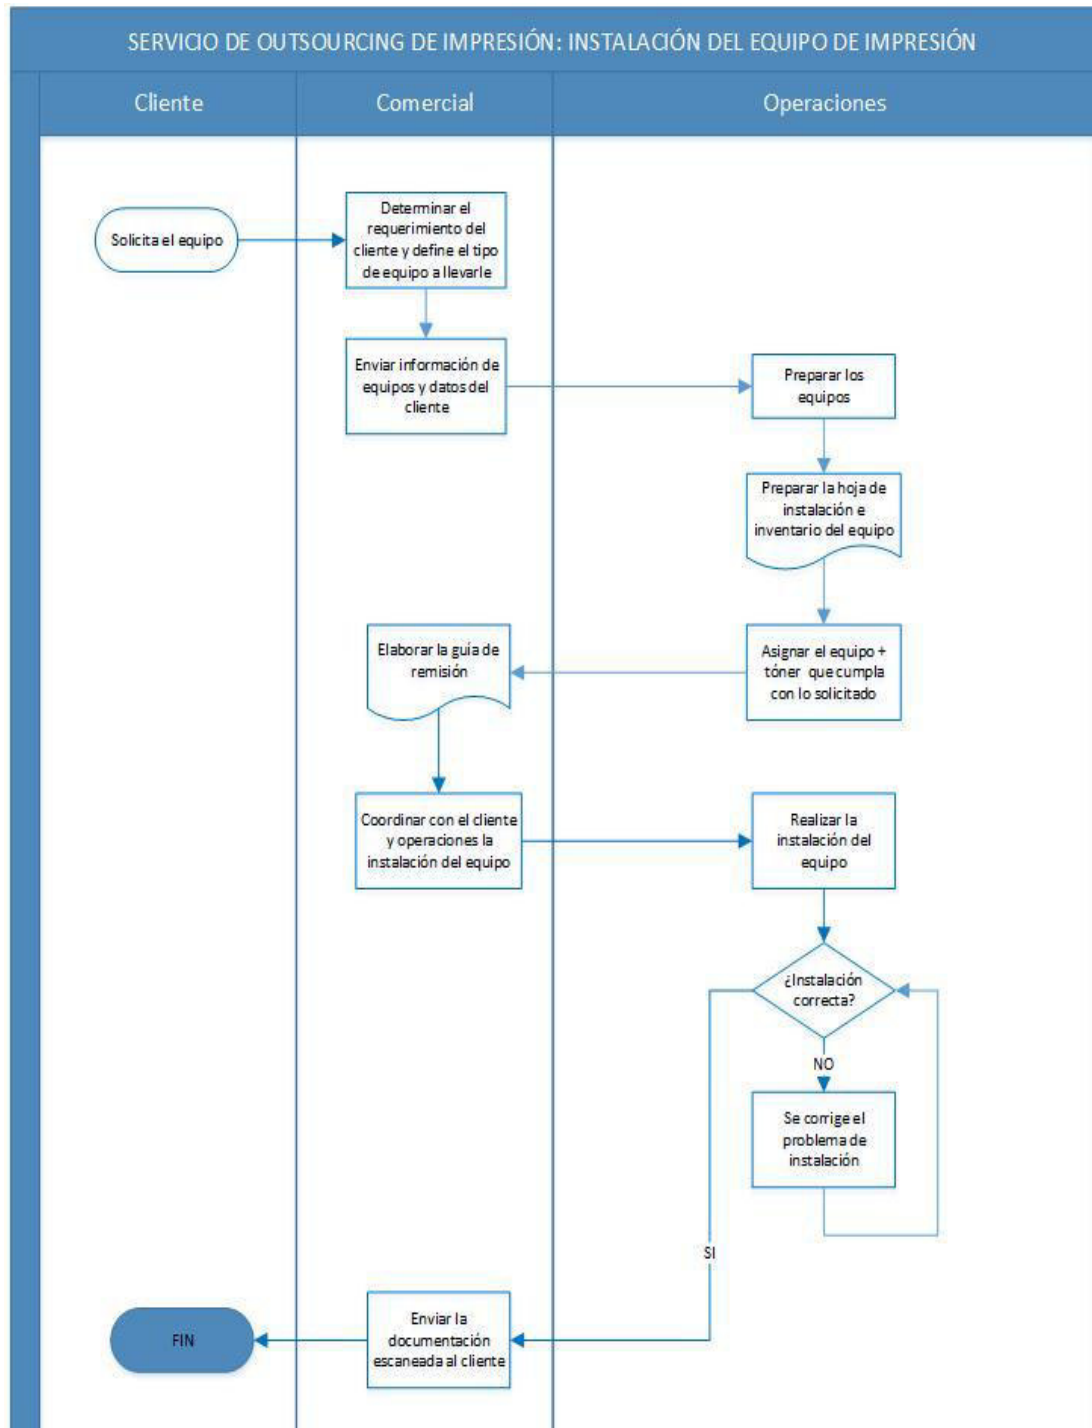 SERVICIO DE OUTSOURCING DE IMPRESIÓN: INSTALACIÓN DEL EQUIPO DE IMPRESIÓN
Cliente
Comercial
Operaciones
Solicita el equipo
Determinar el
requerimiento del
cliente y define el tipo
de equipo a llevarle
Enviar información de
equipos y datos del
cliente
Preparar los
equipos
Preparar la hoja de
instalación e
inventario del equipo
Asignar el equipo +
tóner que cumpla
con lo solicitado
Elaborar la guía de
remisión
Coordinar con el cliente
y operaciones la
instalación del equipo
Realizar la
instalación del
equipo
¿Instalación
correcta?
NO
Se corrige el
problema de
instalación
SI
Enviar la
documentación
escaneada al cliente
FIN